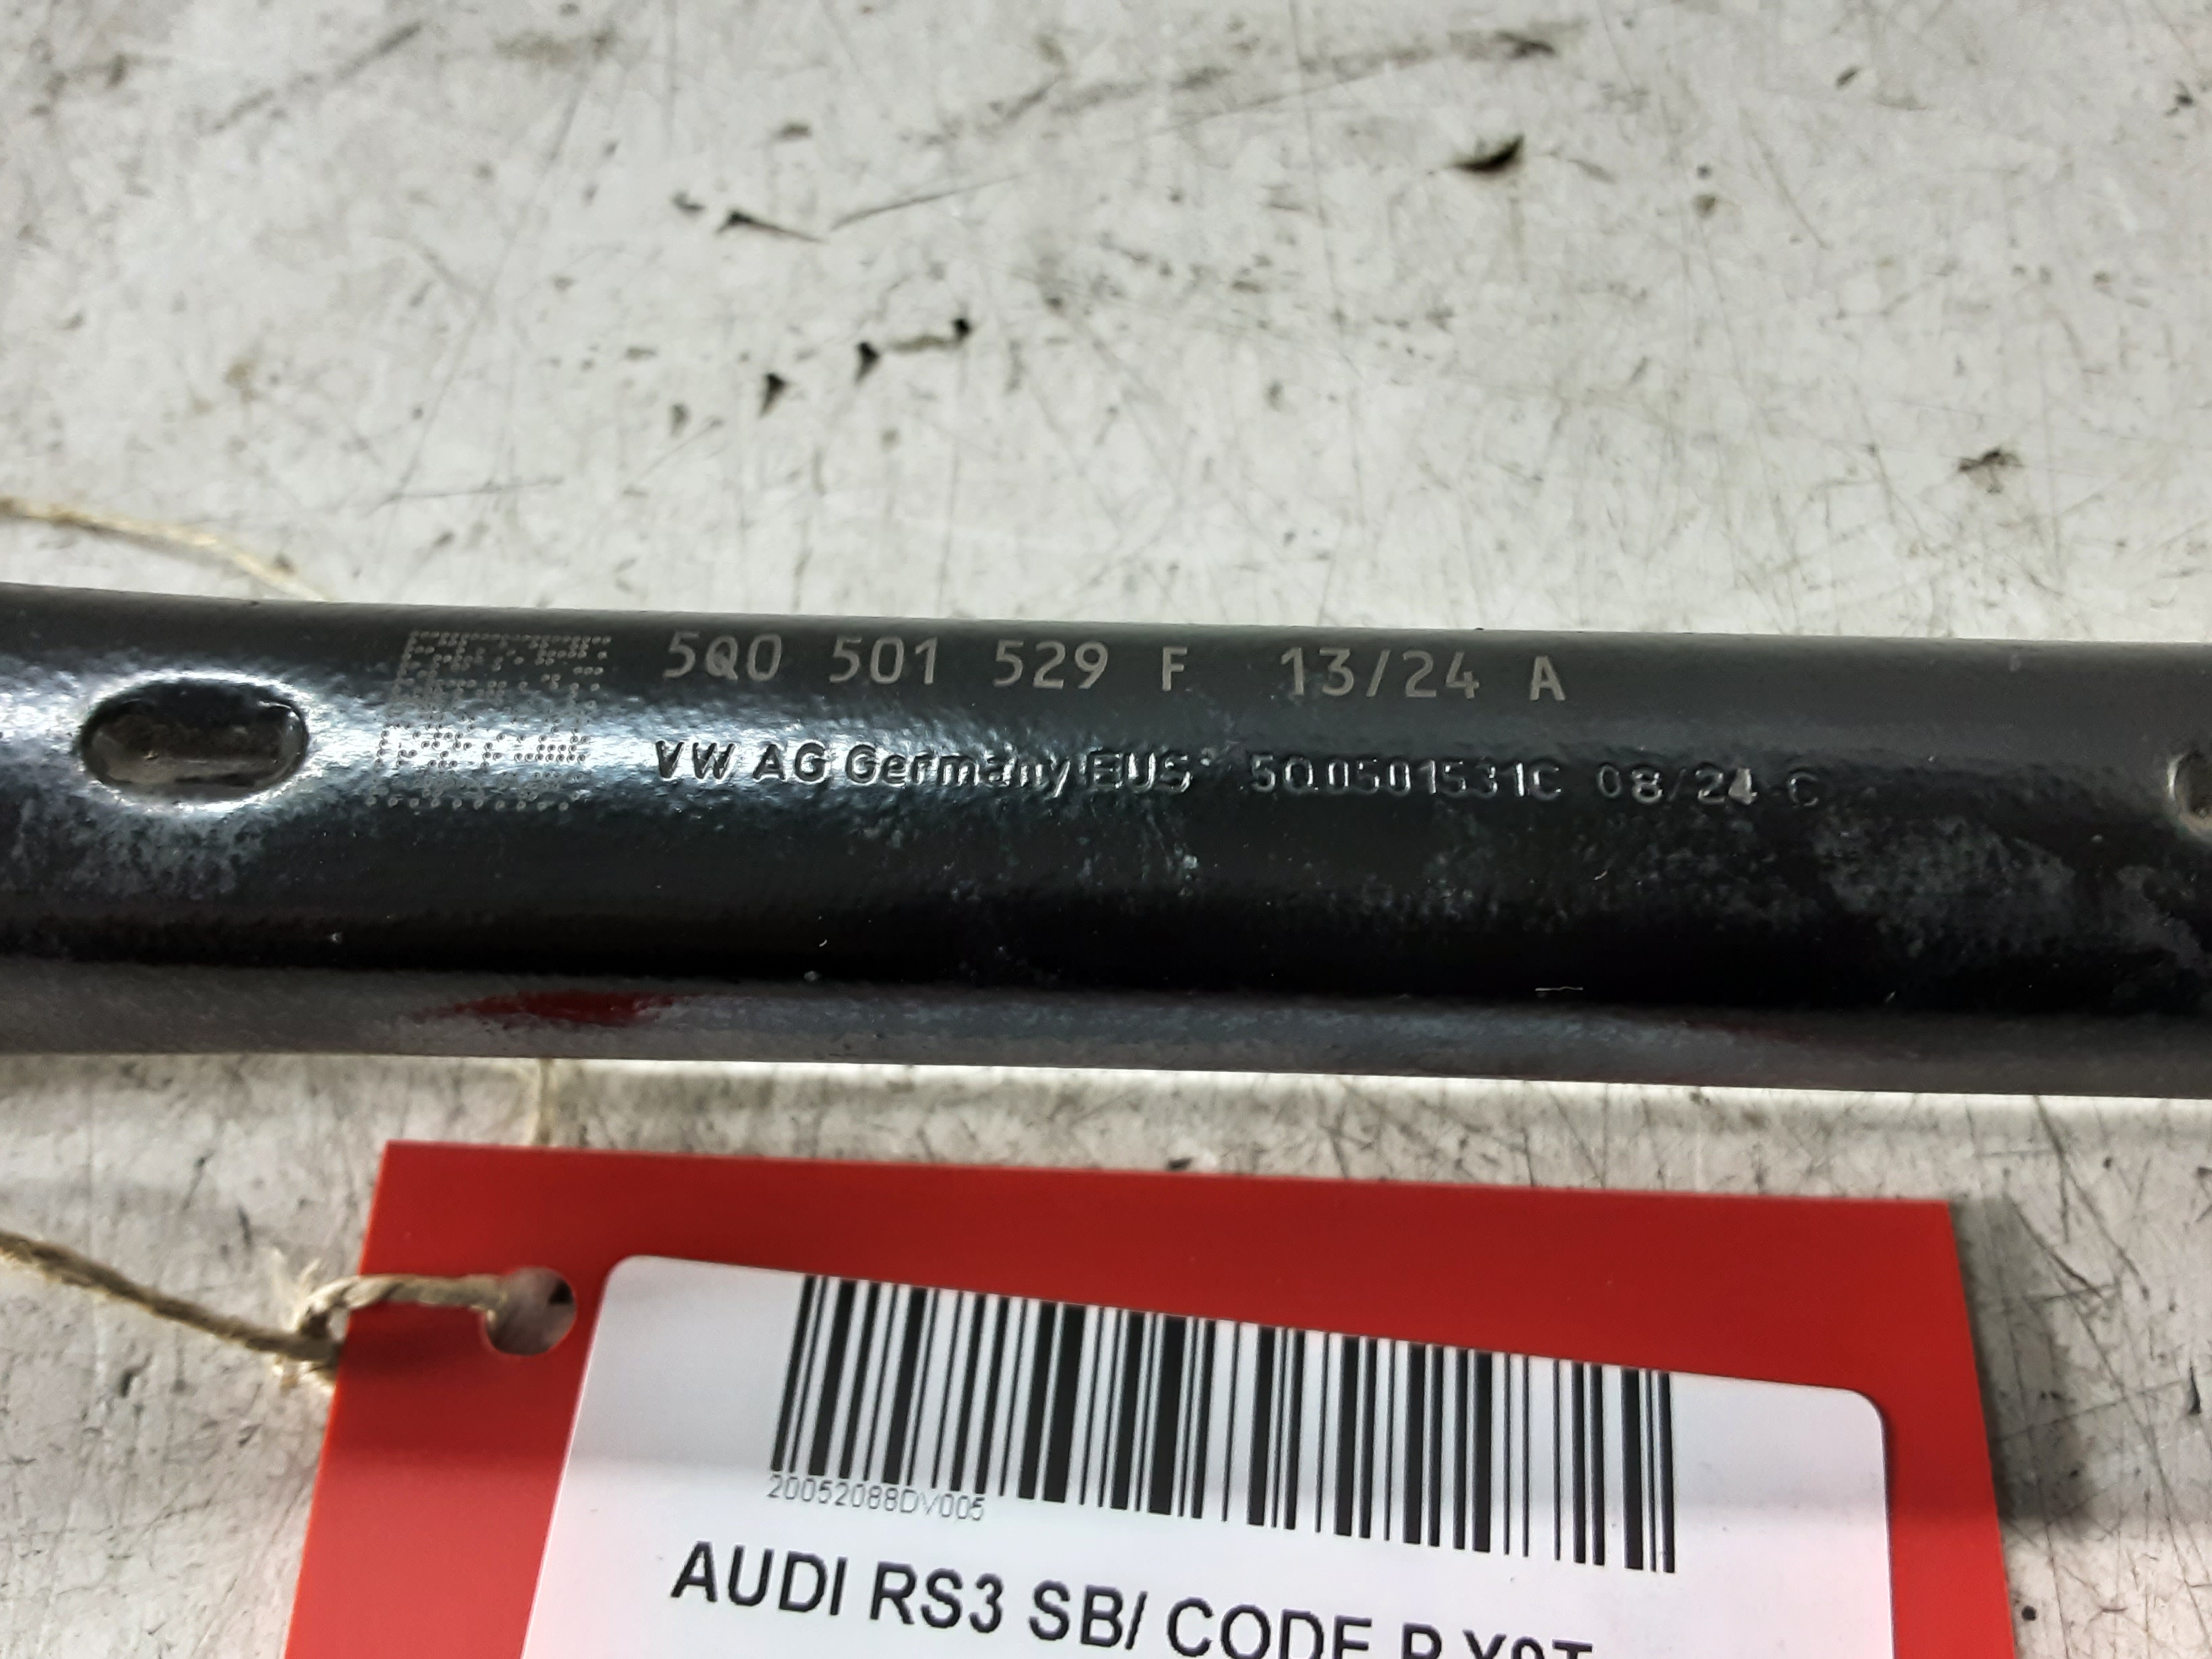 5Q0 501 529 F 13/24 A
VW AG Germany EUS 5Q0501531C 08/24 C
20052088DV005
AUDI RS3 SB/ CODE